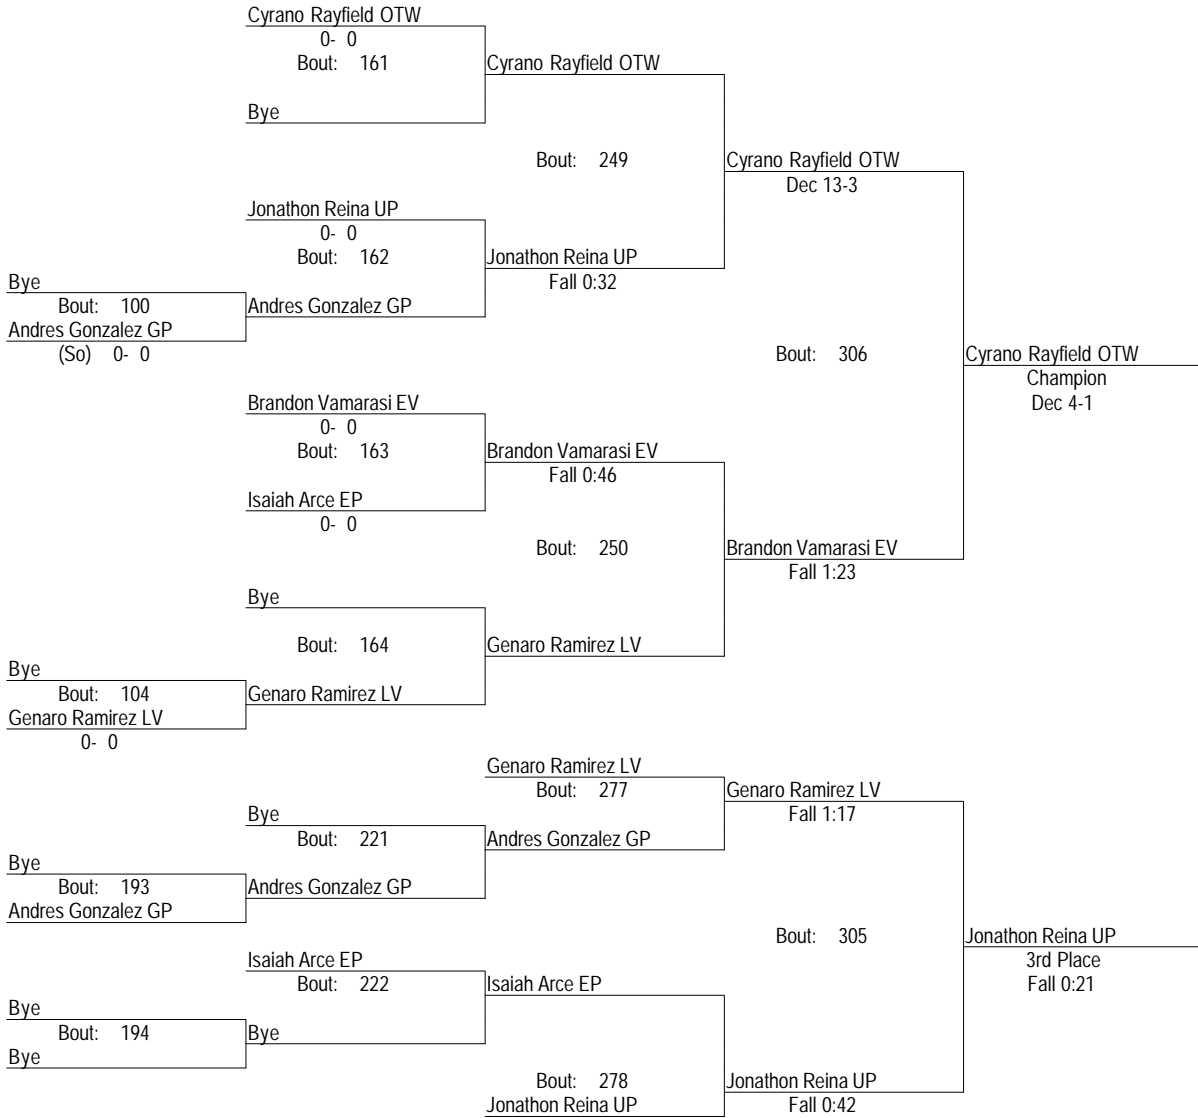 Cyrano Rayfield OTW
0- 0
Bout: 161
Cyrano Rayfield OTW
Bye
Bout: 249
Cyrano Rayfield OTW
Dec 13-3
Jonathon Reina UP
0- 0
Bout: 162
Jonathon Reina UP
Fall 0:32
Bye
Bout: 100
Andres Gonzalez GP
Andres Gonzalez GP
(So) 0- 0
Bout: 306
Cyrano Rayfield OTW
Champion
Dec 4-1
Brandon Vamarasi EV
0- 0
Bout: 163
Brandon Vamarasi EV
Fall 0:46
Isaiah Arce EP
0- 0
Bout: 250
Brandon Vamarasi EV
Fall 1:23
Bye
Bout: 164
Genaro Ramirez LV
Bye
Bout: 104
Genaro Ramirez LV
Genaro Ramirez LV
0- 0
Genaro Ramirez LV
Bout: 277
Genaro Ramirez LV
Fall 1:17
Bye
Bout: 221
Andres Gonzalez GP
Bye
Bout: 193
Andres Gonzalez GP
Andres Gonzalez GP
Bout: 305
Jonathon Reina UP
3rd Place
Fall 0:21
Isaiah Arce EP
Bout: 222
Isaiah Arce EP
Bye
Bout: 194
Bye
Bye
Bout: 278
Jonathon Reina UP
Fall 0:42
Jonathon Reina UP